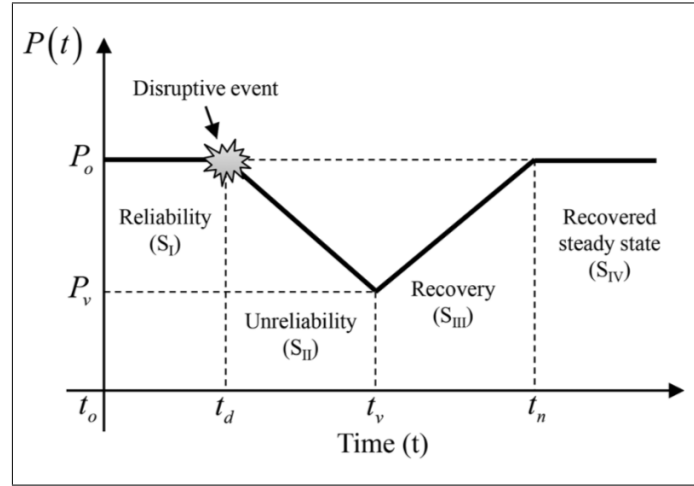 P(t)
Disruptive event
P_o
Reliability
(S_I)
Recovered
steady state
(S_IV)
P_v
Recovery
(S_III)
Unreliability
(S_II)
t_o
t_d
t_v
t_n
Time (t)